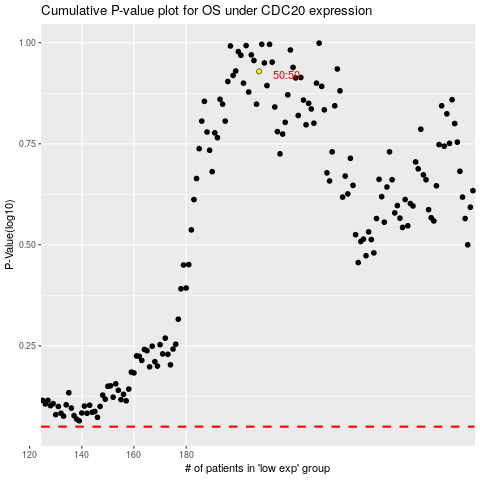 Cumulative P-value plot for OS under CDC20 expression
1.00
50:50
0.75
P-Value(log10)
0.50
0.25
120 140 160 180
# of patients in 'low exp' group